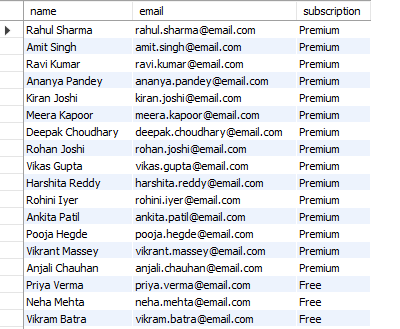 name email subscription
Rahul Sharma rahul.sharma@email.com Premium
Amit Singh amit.singh@email.com Premium
Ravi Kumar ravi.kumar@email.com Premium
Ananya Pandey ananya.pandey@email.com Premium
Kiran Joshi kiran.joshi@email.com Premium
Meera Kapoor meera.kapoor@email.com Premium
Deepak Choudhary deepak.choudhary@email.com Premium
Rohan Joshi rohan.joshi@email.com Premium
Vikas Gupta vikas.gupta@email.com Premium
Harshita Reddy harshita.reddy@email.com Premium
Rohini Iyer rohini.iyer@email.com Premium
Ankita Patil ankita.patil@email.com Premium
Pooja Hegde pooja.hegde@email.com Premium
Vikrant Massey vikrant.massey@email.com Premium
Anjali Chauhan anjali.chauhan@email.com Premium
Priya Verma priya.verma@email.com Free
Neha Mehta neha.mehta@email.com Free
Vikram Batra vikram.batra@email.com Free